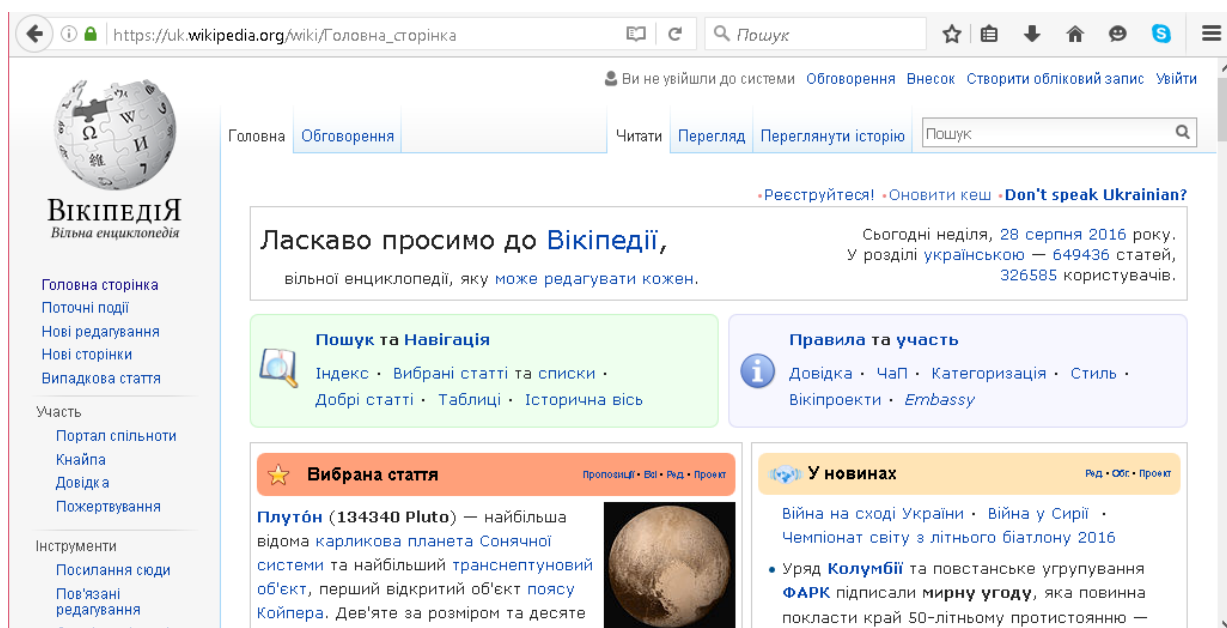 https://uk.wikipedia.org/wiki/Головна_сторінка
Пошук
Ви не увійшли до системи Обговорення Внесок Створити обліковий запис Увійти
Головна Обговорення Читати Перегляд Переглянути історію Пошук
ВІКІПЕДІЯ
Вільна енциклопедія
Головна сторінка
Поточні події
Нові редагування
Нові сторінки
Випадкова стаття
Участь
Портал спільноти
Кнайпа
Довідка
Пожертвування
Інструменти
Посилання сюди
Пов'язані
редагування
•Реєструйтеся! •Оновити кеш •Don't speak Ukrainian?
Ласкаво просимо до Вікіпедії,
вільної енциклопедії, яку може редагувати кожен.
Сьогодні неділя, 28 серпня 2016 року.
У розділі українською — 649436 статей,
326585 користувачів.
Пошук та Навігація
Індекс · Вибрані статті та списки ·
Добрі статті · Таблиці · Історична вісь
Правила та участь
Довідка · ЧаП · Категоризація · Стиль ·
Вікіпроекти · Embassy
Вибрана стаття
Пропозиції • Всі • Ред. • Проект
Плуто́н (134340 Pluto) — найбільша
відома карликова планета Сонячної
системи та найбільший транснептуновий
об'єкт, перший відкритий об'єкт поясу
Койпера. Дев'яте за розміром та десяте
У новинах
Ред. • Обг. • Проект
Війна на сході України · Війна у Сирії ·
Чемпіонат світу з літнього біатлону 2016
• Уряд Колумбії та повстанське угрупування
ФАРК підписали мирну угоду, яка повинна
покласти край 50-літньому протистоянню —